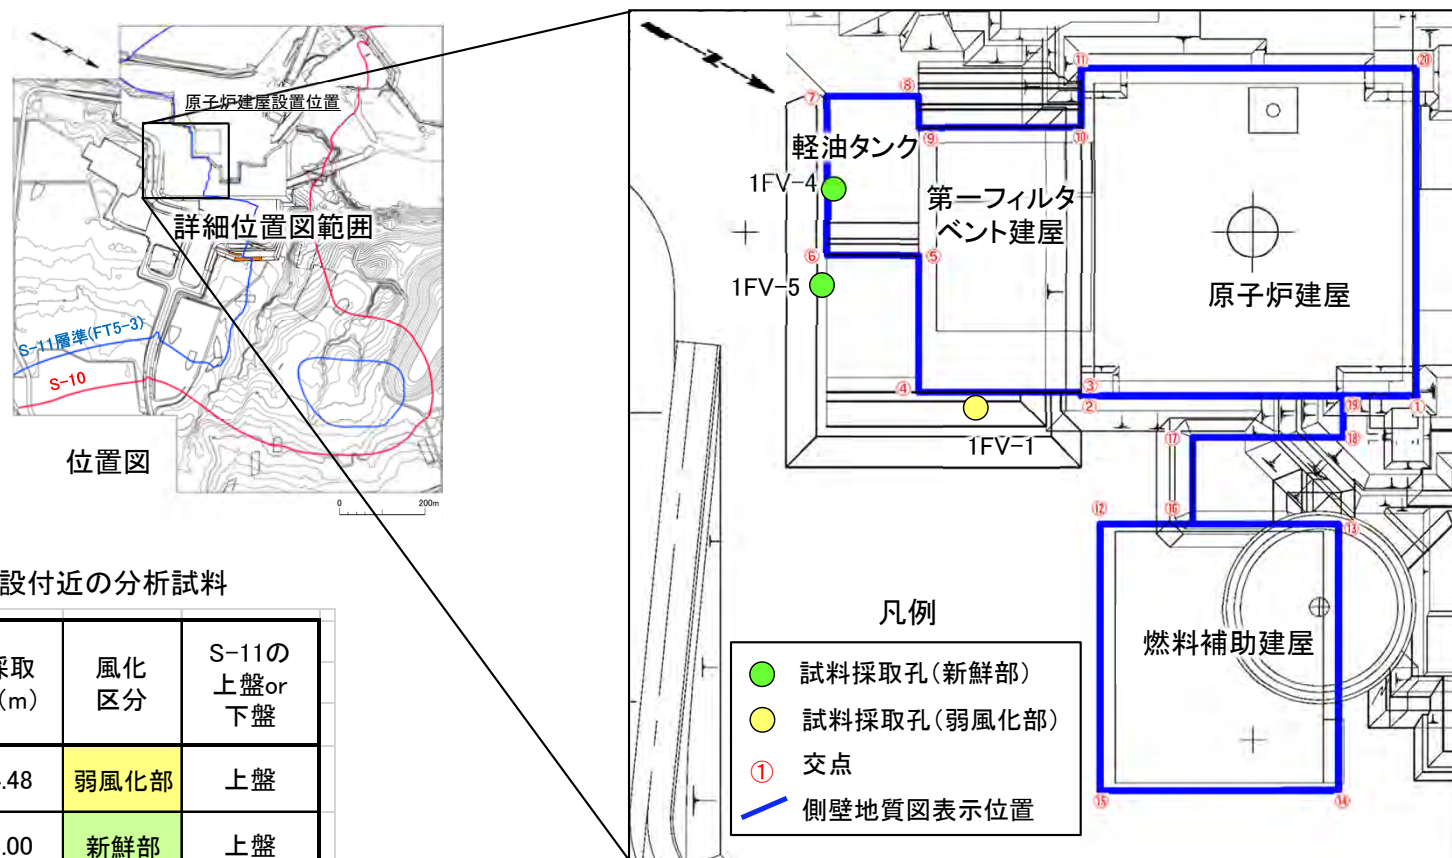 原子炉建屋設置位置
詳細位置図範囲
S-11層準(FT5-3)
S-10
位置図
0
200m
設付近の分析試料
採取
(m)
風化
区分
S-11の
上盤or
下盤
.48
弱風化部
上盤
.00
新鮮部
上盤
⑦
⑧
⑪
⑳
⑨
⑩
軽油タンク
1FV-4
第一フィルタ
ベント建屋
⑥
⑤
1FV-5
原子炉建屋
④
③
②
⑲
①
1FV-1
⑰
⑱
⑫
⑯
⑬
燃料補助建屋
⑮
⑭
凡例
試料採取孔(新鮮部)
試料採取孔(弱風化部)
① 交点
側壁地質図表示位置